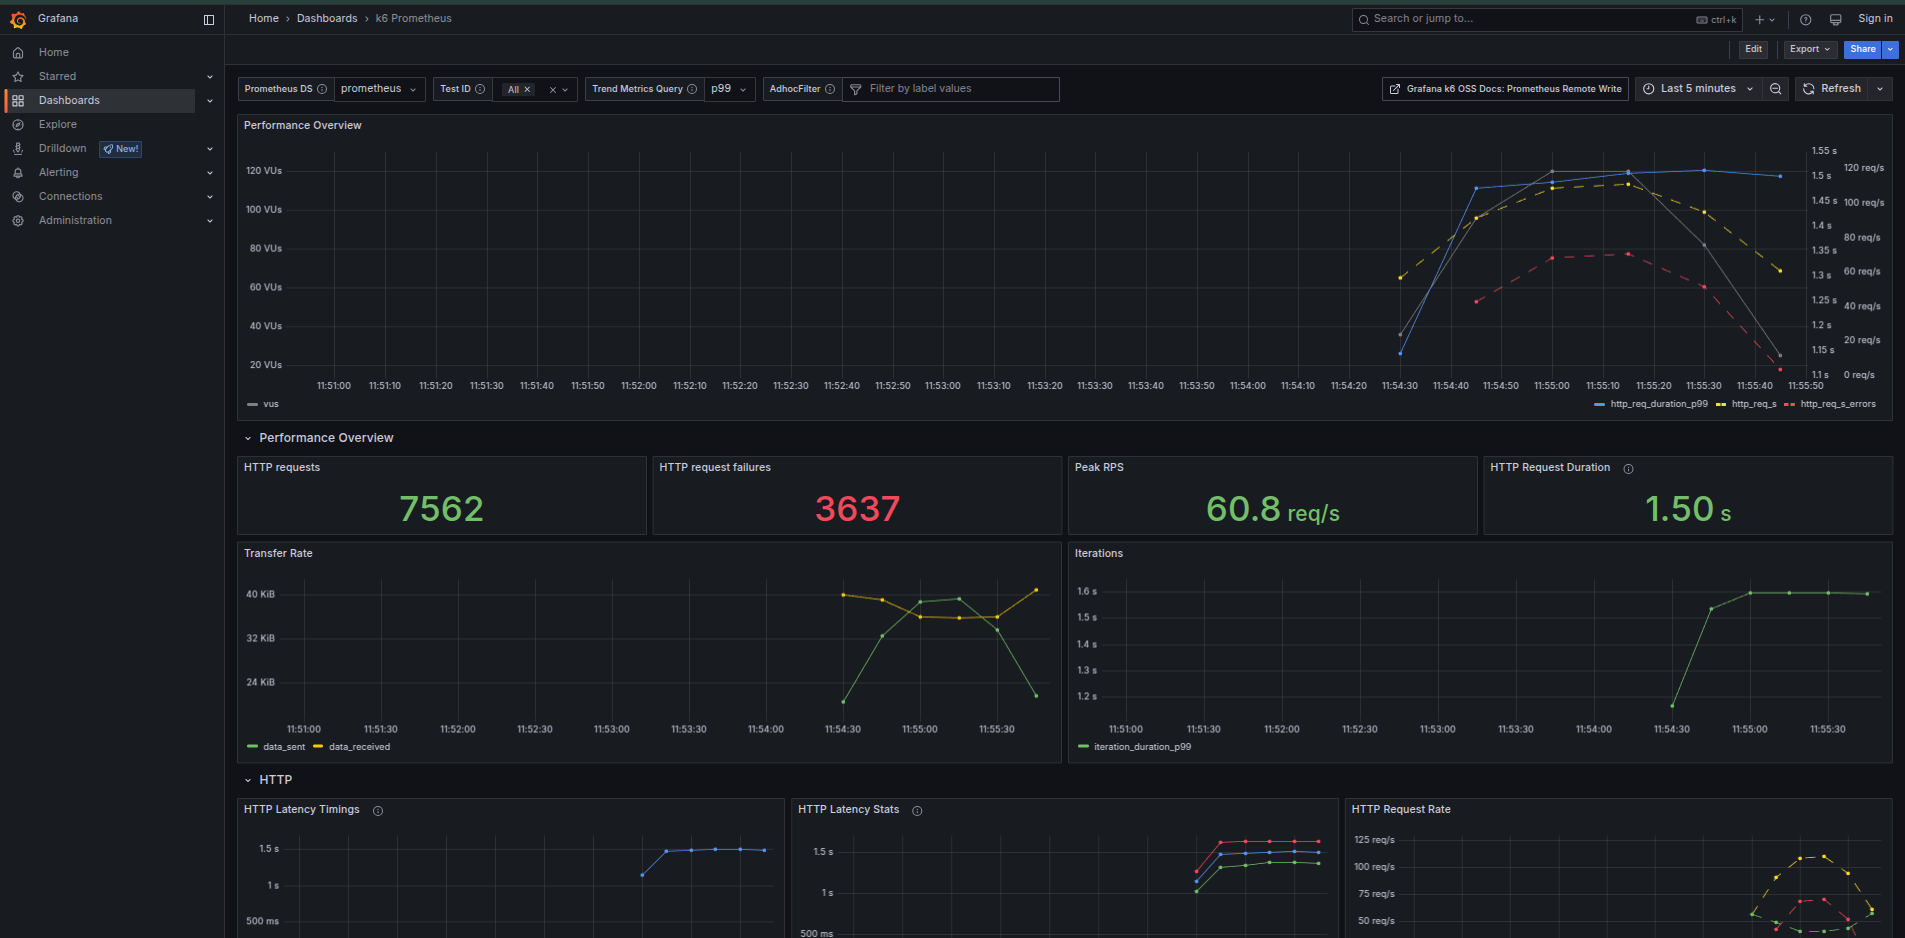 Grafana
Home › Dashboards › k6 Prometheus
Search or jump to...
ctrl+k
Sign in
Home
Starred
Dashboards
Explore
Drilldown
New!
Alerting
Connections
Administration
Edit
Export
Share
Prometheus DS
prometheus
Test ID
All
Trend Metrics Query
p99
AdhocFilter
Filter by label values
Grafana k6 OSS Docs: Prometheus Remote Write
Last 5 minutes
Refresh
Performance Overview
120 VUs
100 VUs
80 VUs
60 VUs
40 VUs
20 VUs
1.55 s
1.5 s
1.45 s
1.4 s
1.35 s
1.3 s
1.25 s
1.2 s
1.15 s
1.1 s
120 req/s
100 req/s
80 req/s
60 req/s
40 req/s
20 req/s
0 req/s
11:51:00 11:51:10 11:51:20 11:51:30 11:51:40 11:51:50 11:52:00 11:52:10 11:52:20 11:52:30 11:52:40 11:52:50 11:53:00 11:53:10 11:53:20 11:53:30 11:53:40 11:53:50 11:54:00 11:54:10 11:54:20 11:54:30 11:54:40 11:54:50 11:55:00 11:55:10 11:55:20 11:55:30 11:55:40 11:55:50
vus
http_req_duration_p99 http_req_s http_req_s_errors
Performance Overview
HTTP requests
7562
HTTP request failures
3637
Peak RPS
60.8 req/s
HTTP Request Duration
1.50 s
Transfer Rate
40 KiB
32 KiB
24 KiB
11:51:00 11:51:30 11:52:00 11:52:30 11:53:00 11:53:30 11:54:00 11:54:30 11:55:00 11:55:30
data_sent data_received
Iterations
1.6 s
1.5 s
1.4 s
1.3 s
1.2 s
11:51:00 11:51:30 11:52:00 11:52:30 11:53:00 11:53:30 11:54:00 11:54:30 11:55:00 11:55:30
iteration_duration_p99
HTTP
HTTP Latency Timings
1.5 s
1 s
500 ms
HTTP Latency Stats
1.5 s
1 s
500 ms
HTTP Request Rate
125 req/s
100 req/s
75 req/s
50 req/s